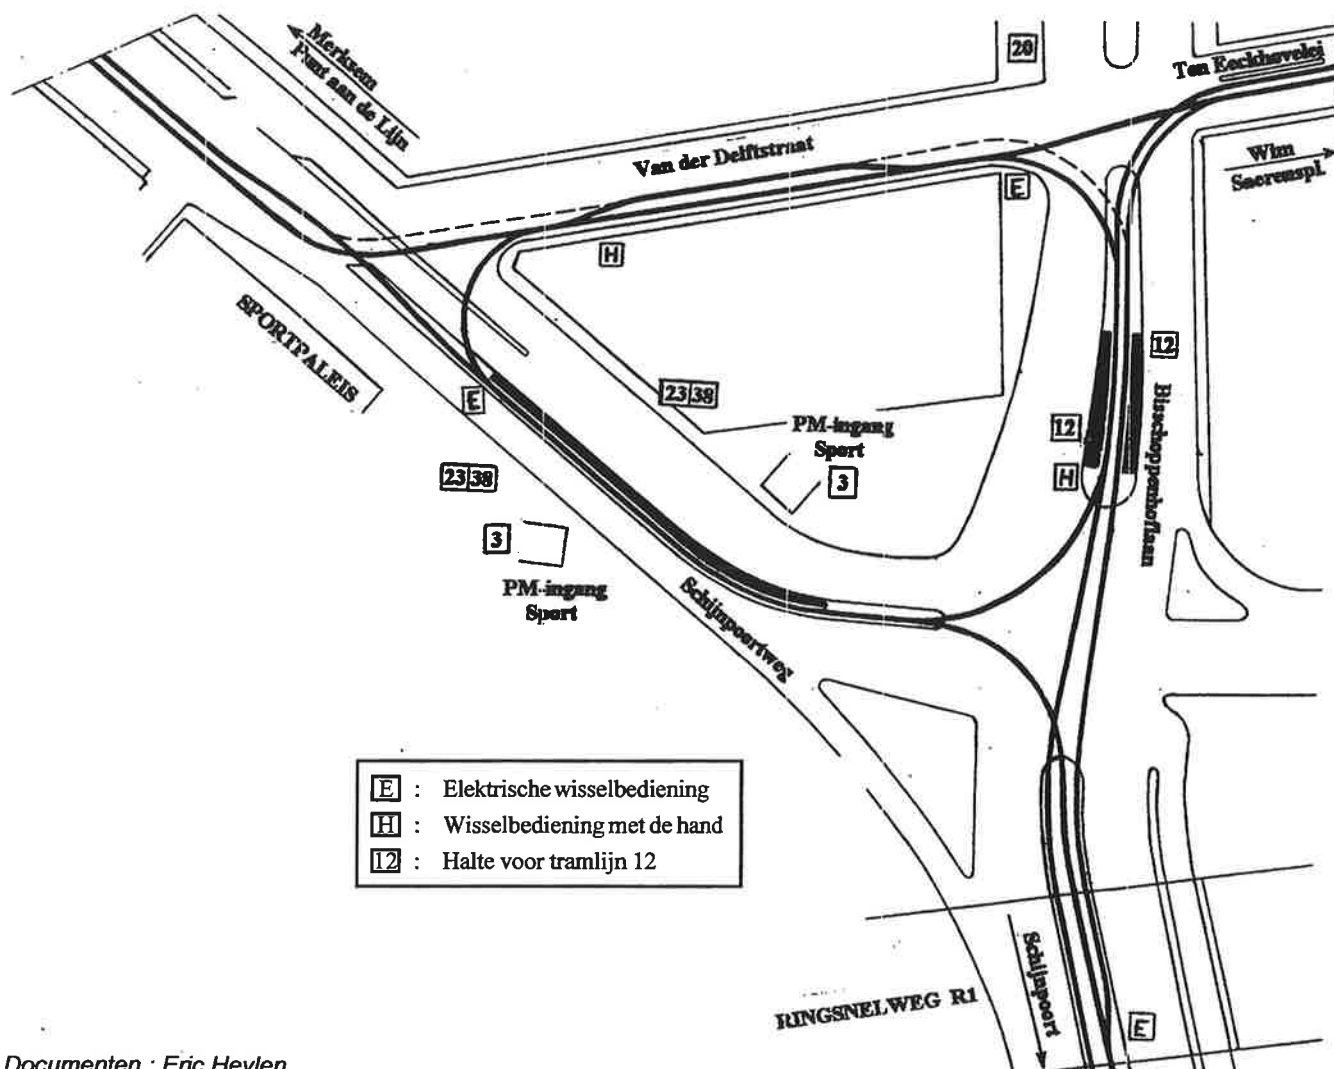 20
Ten Eeckhovelei
Merksem
Punt aan de Lijn
Van der Delftstraat
Wim
Saerenspl.
E
H
SPORTPALEIS
12
23 38
E
PM-ingang
Sport
12
Bisschoppenhoflaan
23 38
3
H
3
PM-ingang
Sport
Schijnpoortweg
E : Elektrische wisselbediening
H : Wisselbediening met de hand
12 : Halte voor tramlijn 12
Schijnpoort
RINGSNELWEG R1
E
Documenten : Eric Heylen